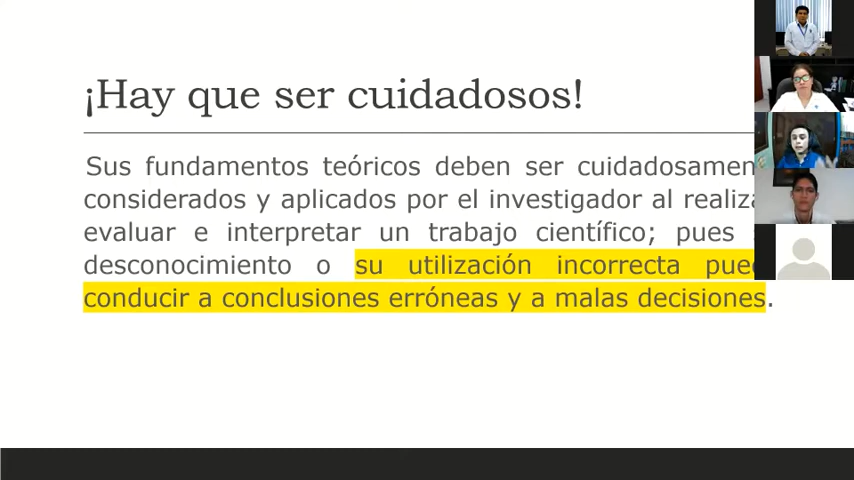 ¡Hay que ser cuidadosos!
Sus fundamentos teóricos deben ser cuidadosamen
considerados y aplicados por el investigador al realiza
evaluar e interpretar un trabajo científico; pues
desconocimiento o su utilización incorrecta pue
conducir a conclusiones erróneas y a malas decisiones.